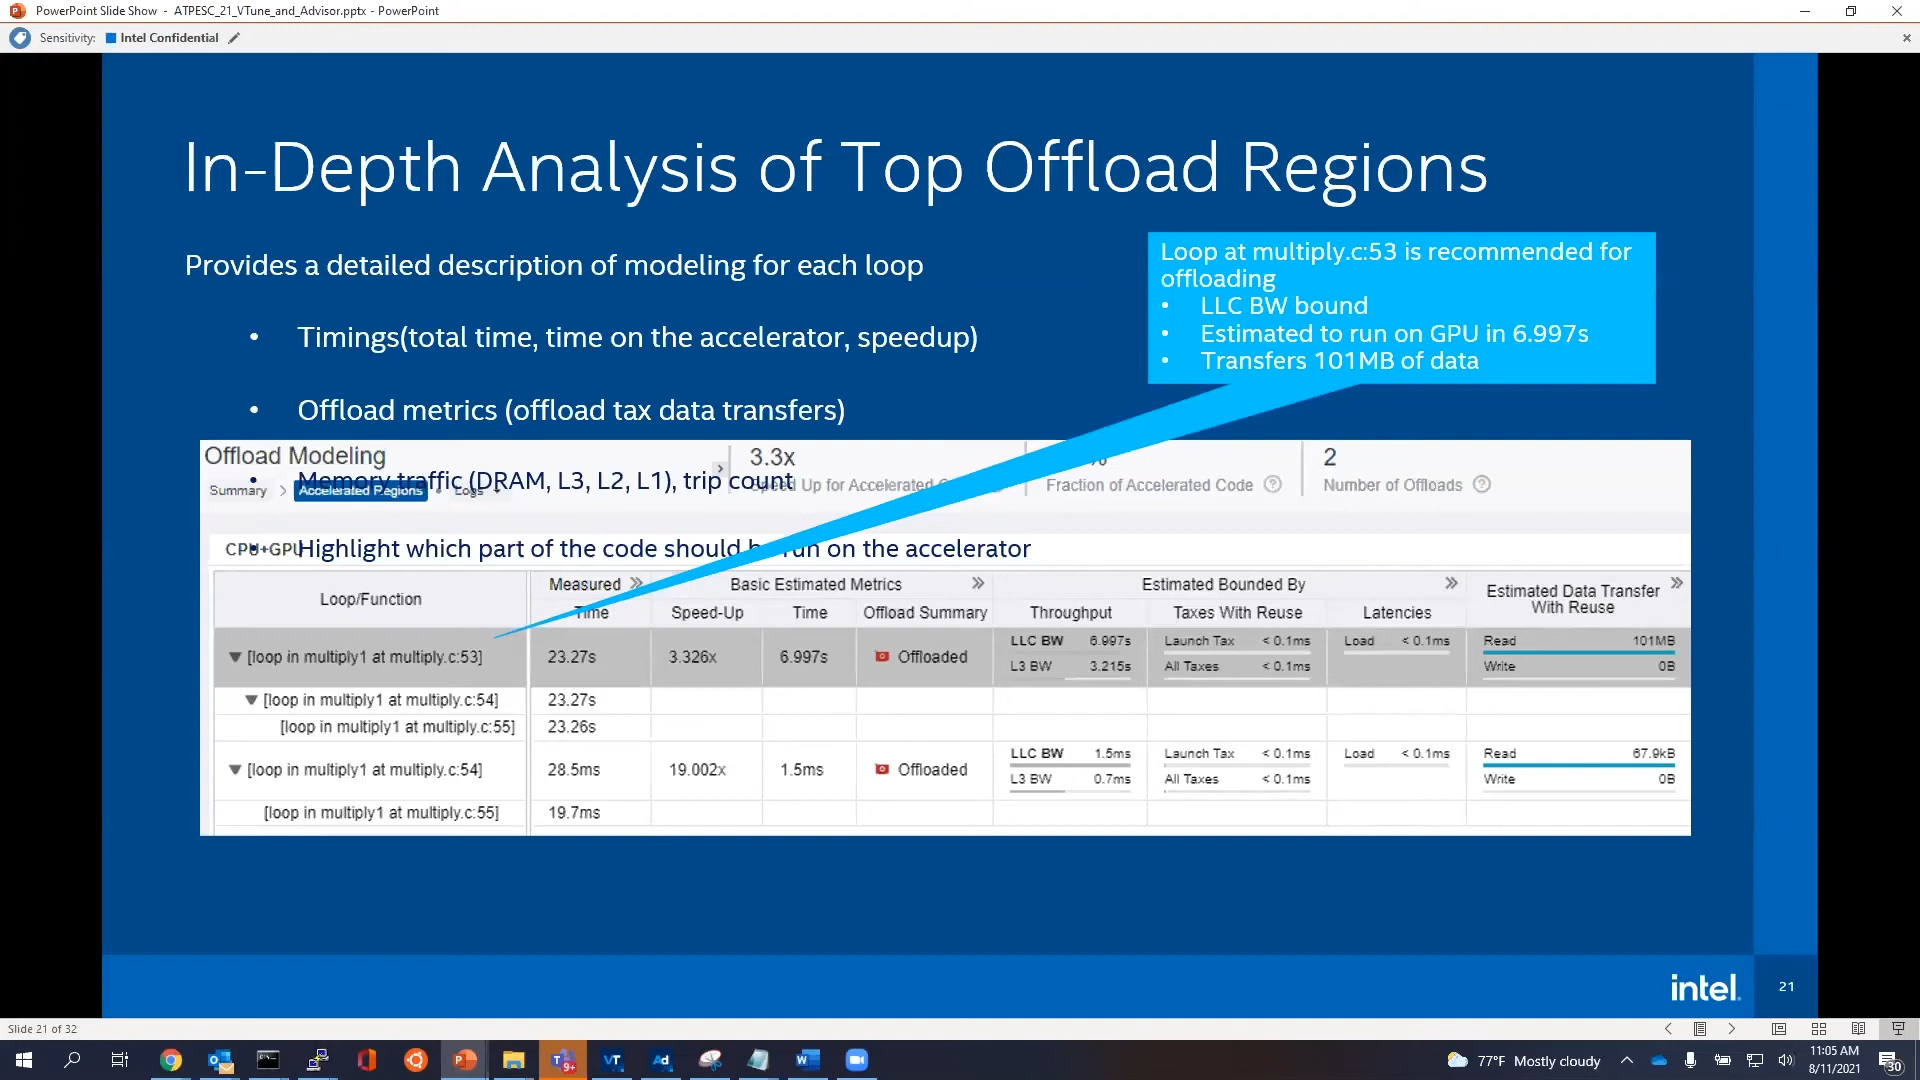 PowerPoint Slide Show - ATPESC_21_VTune_and_Advisor.pptx - PowerPoint
Sensitivity: Intel Confidential
In-Depth Analysis of Top Offload Regions
Provides a detailed description of modeling for each loop
• Timings(total time, time on the accelerator, speedup)
• Offload metrics (offload tax data transfers)
• Memory traffic (DRAM, L3, L2, L1), trip count
• Highlight which part of the code should be run on the accelerator
Loop at multiply.c:53 is recommended for
offloading
• LLC BW bound
• Estimated to run on GPU in 6.997s
• Transfers 101MB of data
Offload Modeling
Summary > Accelerated Regions Logs
3.3x
Speed Up for Accelerated
%
Fraction of Accelerated Code
2
Number of Offloads
CPU+GPU
Loop/Function Measured Basic Estimated Metrics Estimated Bounded By Estimated Data Transfer
With Reuse
Time Speed-Up Time Offload Summary Throughput Taxes With Reuse Latencies
[loop in multiply1 at multiply.c:53] 23.27s 3.326x 6.997s Offloaded LLC BW 6.997s Launch Tax < 0.1ms Load < 0.1ms Read 101MB
L3 BW 3.215s All Taxes < 0.1ms Write 0B
[loop in multiply1 at multiply.c:54] 23.27s
[loop in multiply1 at multiply.c:55] 23.26s
[loop in multiply1 at multiply.c:54] 28.5ms 19.002x 1.5ms Offloaded LLC BW 1.5ms Launch Tax < 0.1ms Load < 0.1ms Read 67.9kB
L3 BW 0.7ms All Taxes < 0.1ms Write 0B
[loop in multiply1 at multiply.c:55] 19.7ms
intel.
21
Slide 21 of 32
77°F Mostly cloudy
11:05 AM
8/11/2021
30